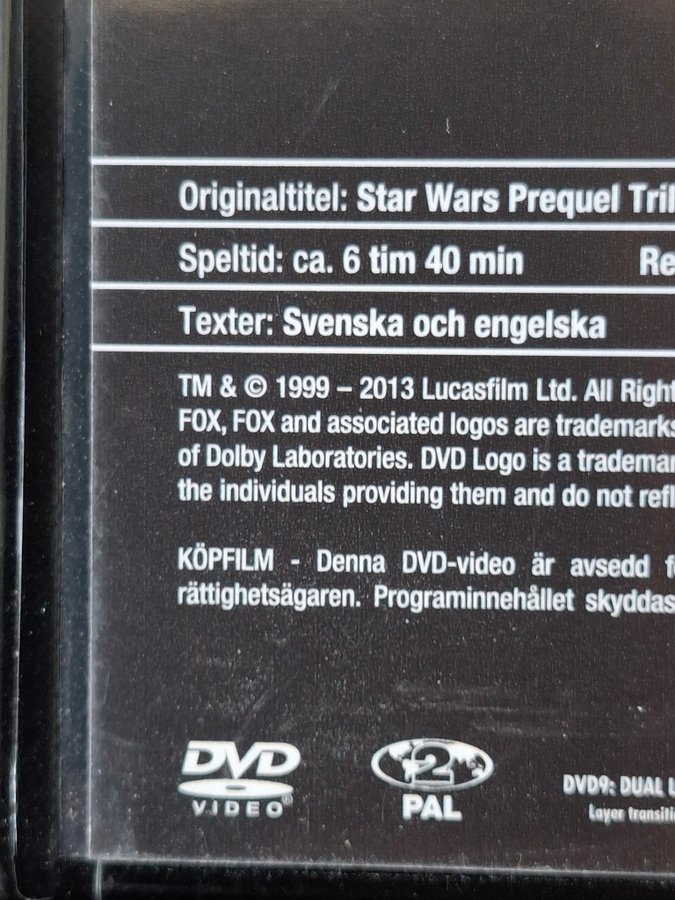 Originaltitel: Star Wars Prequel Tril
Speltid: ca. 6 tim 40 min Re
Texter: Svenska och engelska
TM & © 1999 – 2013 Lucasfilm Ltd. All Right
FOX, FOX and associated logos are trademarks
of Dolby Laboratories. DVD Logo is a trademar
the individuals providing them and do not refl
KÖPFILM - Denna DVD-video är avsedd f
rättighetsägaren. Programinnehållet skyddas
DVD
VIDEO®
2
PAL
DVD9: DUAL L
Layer transiti